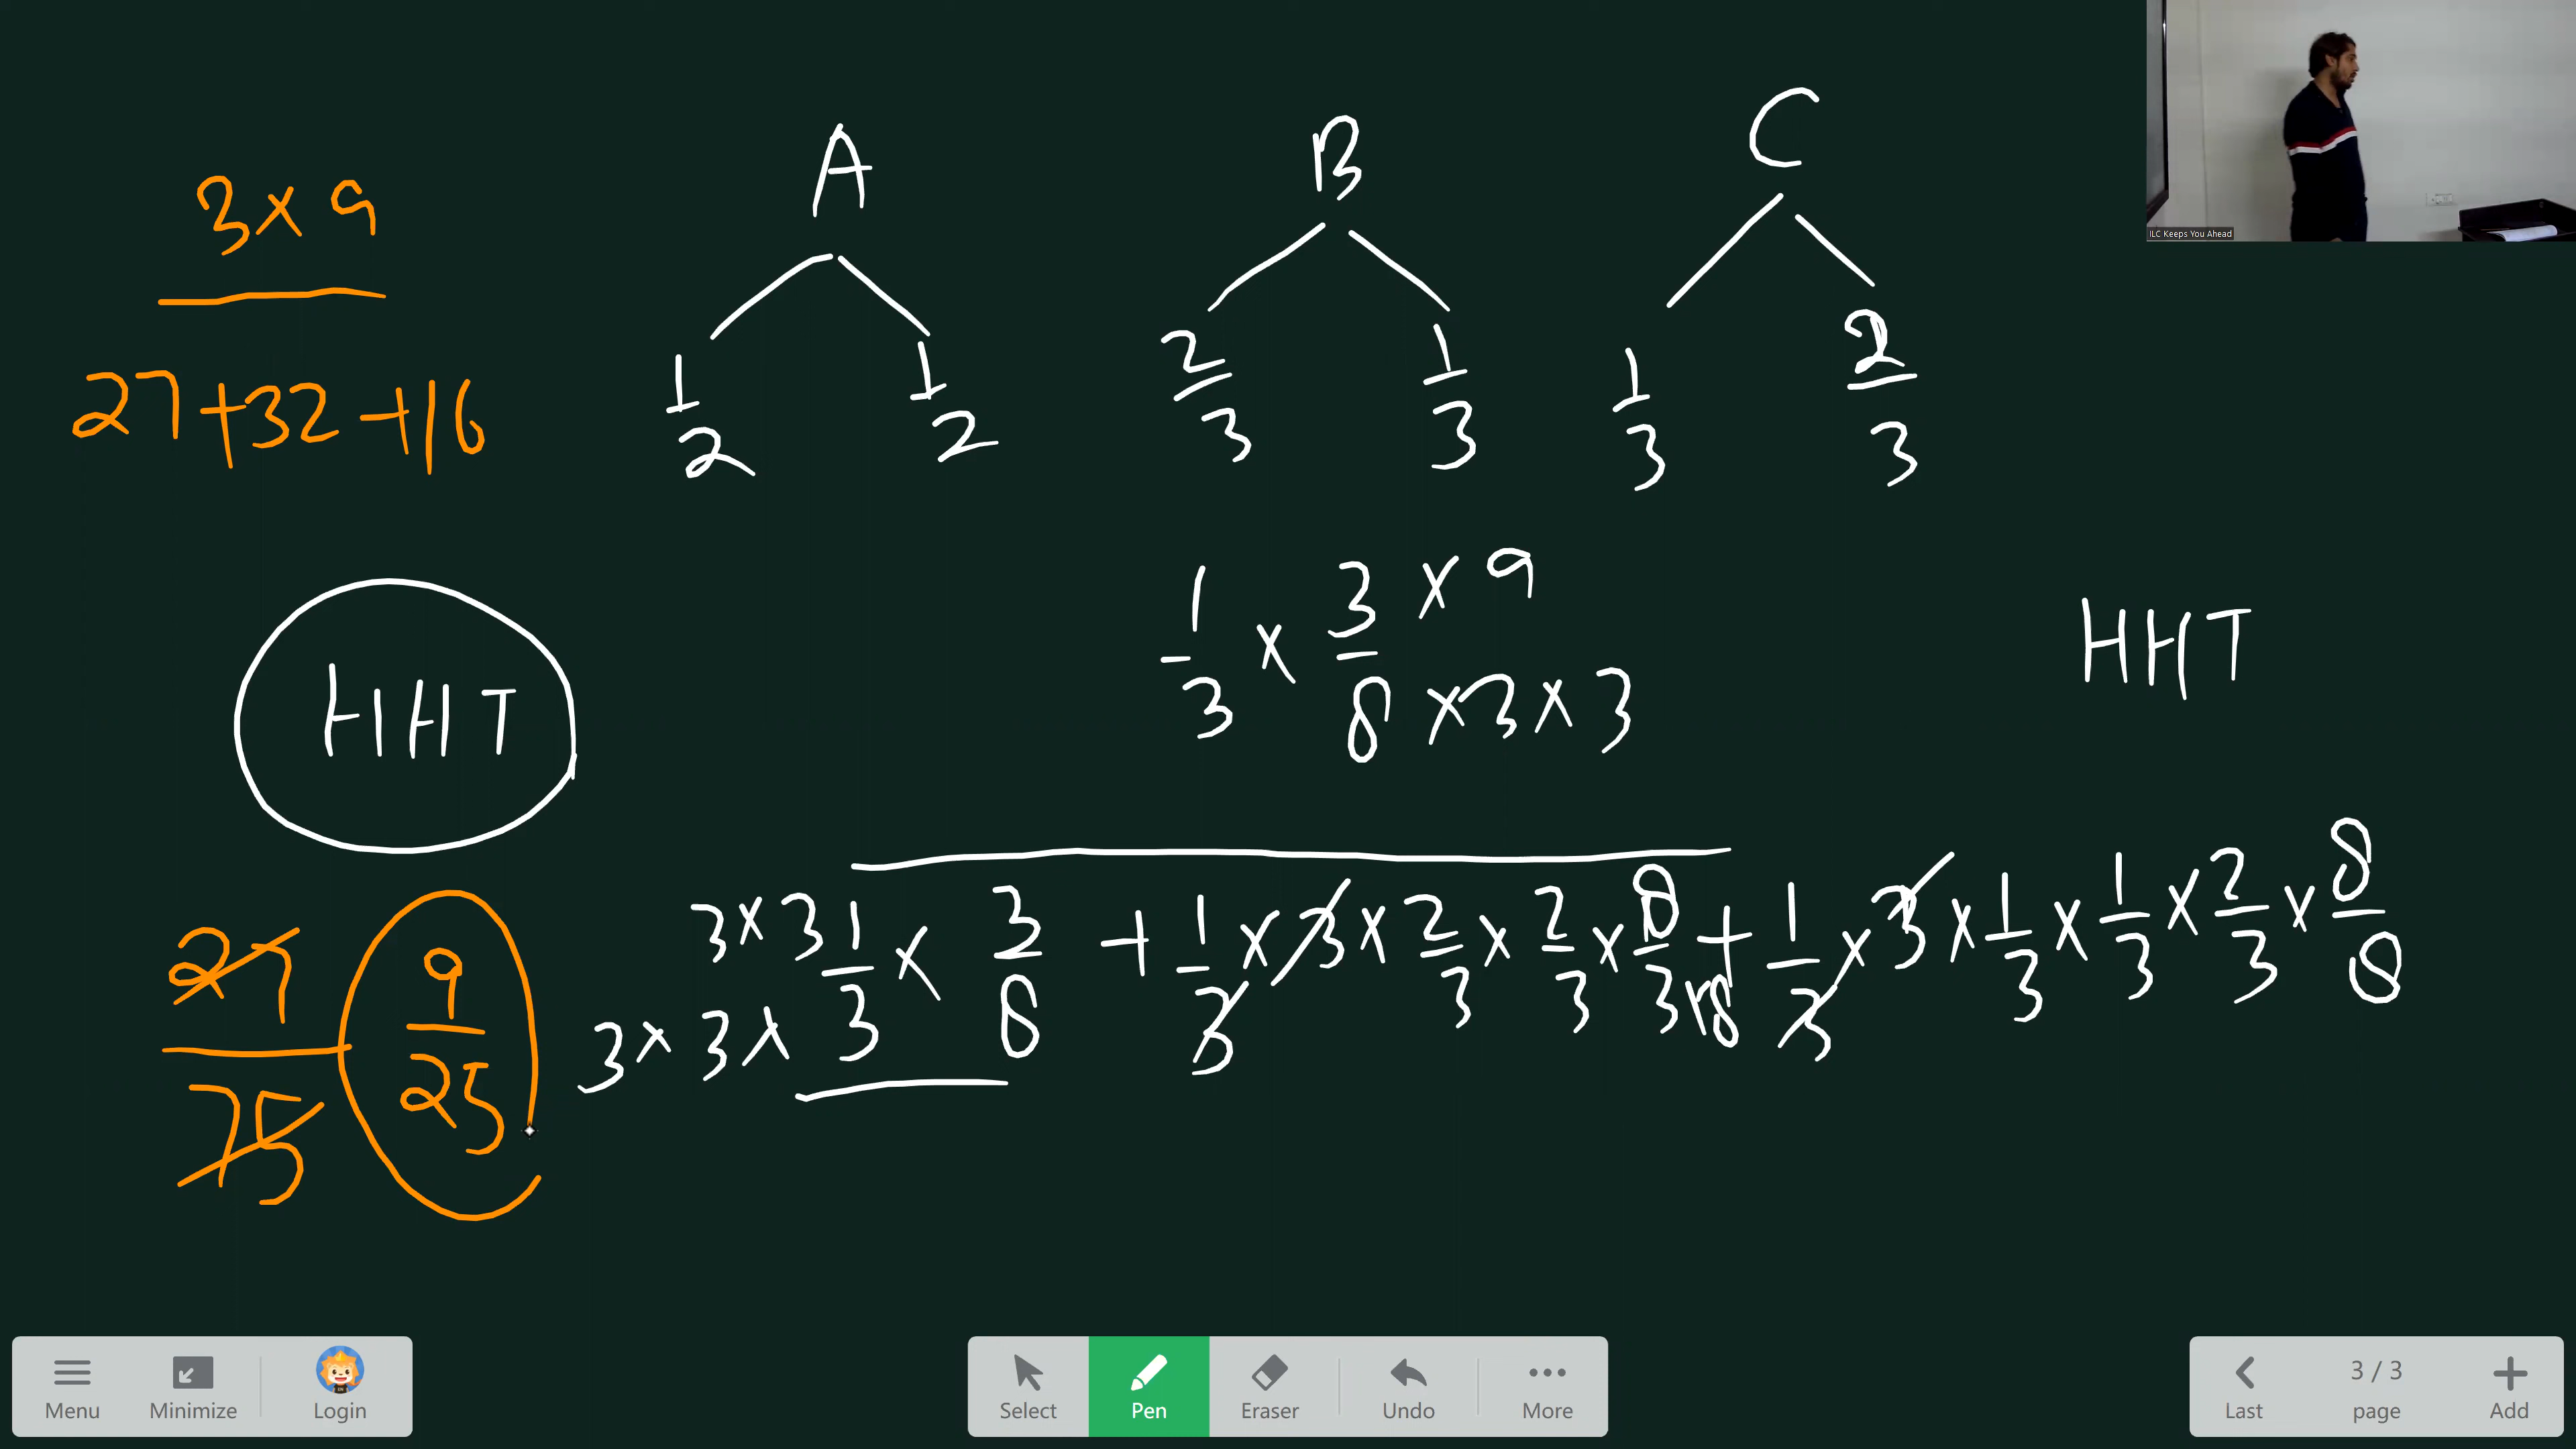 3 × 9
27 + 32 + 16
A
1/2 1/2
B
2/3 1/3
C
1/3 2/3
HHT
1/3 × 3/8 × 9
× 3 × 3
HHT
3 × 3 1/3 × 3/8 + 1/3 × 3 × 2/3 × 2/3 × 8/3×8 + 1/3 × 3 × 1/3 × 1/3 × 2/3 × 8/8
3 × 3 ×
27/75
9/25
ILC Keeps You Ahead
Menu Minimize Login
Select Pen Eraser Undo More
Last 3 / 3 page Add